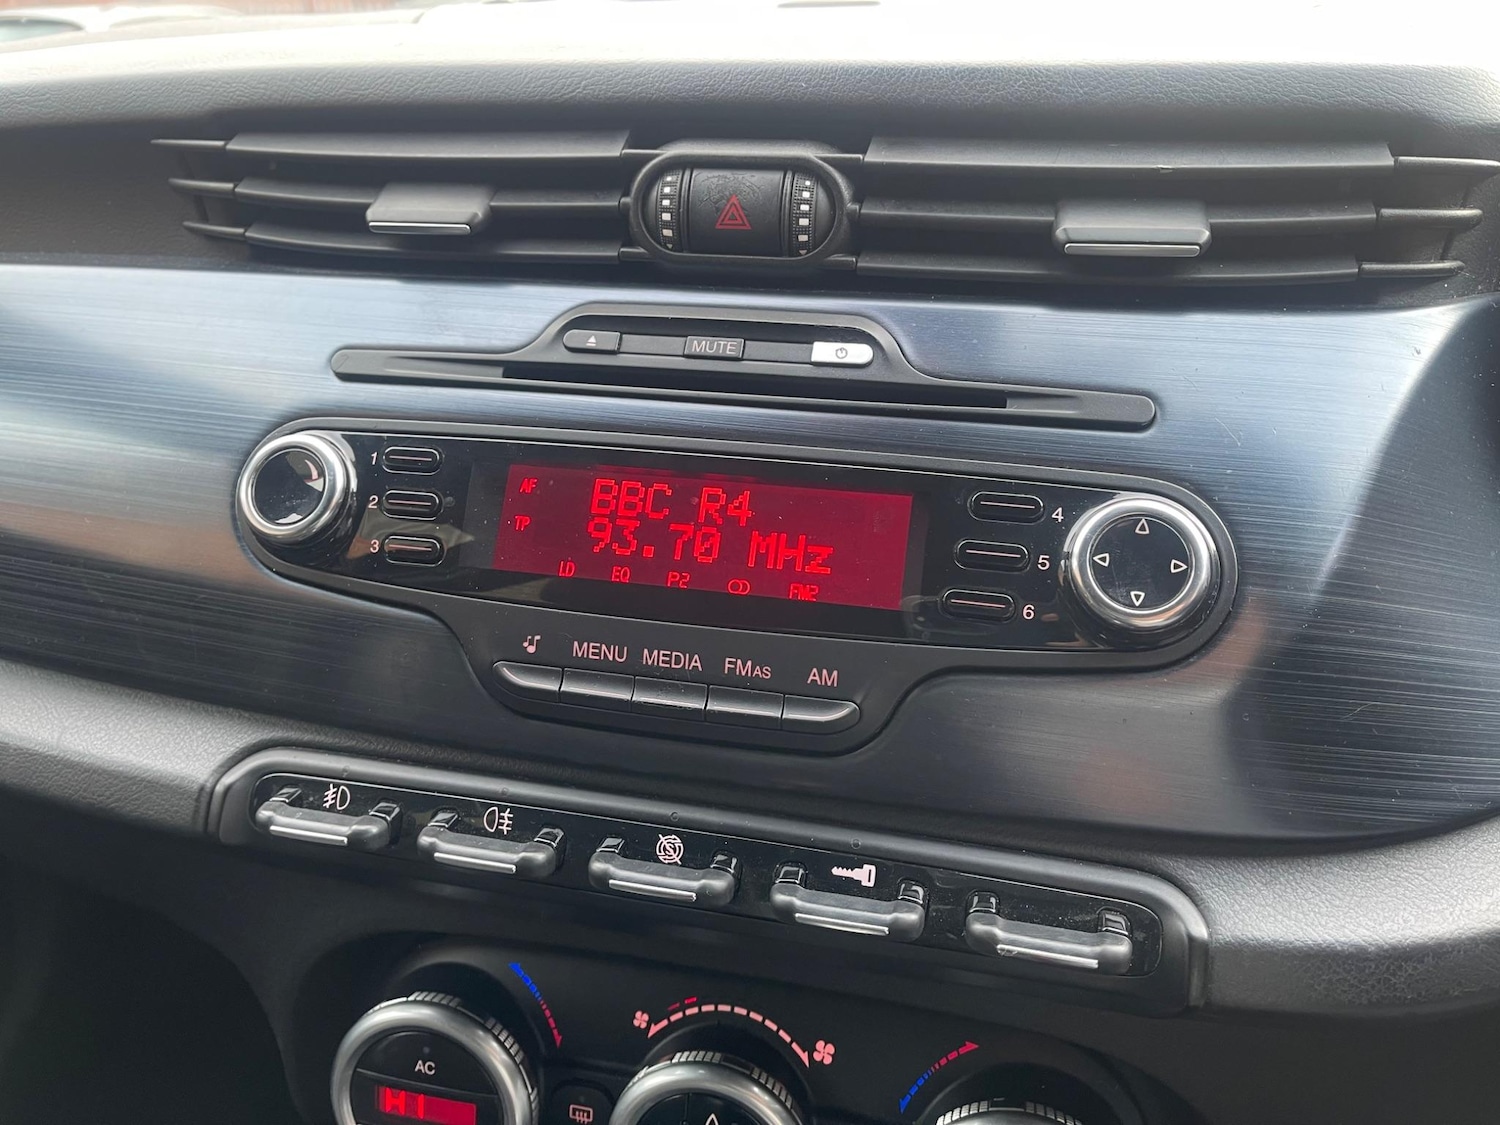 MUTE
1
2
3
AF
TP
BBC R4
93.70 MHz
LD EQ P2 FM2
4
5
6
MENU MEDIA FMAS AM
S
AC
HI